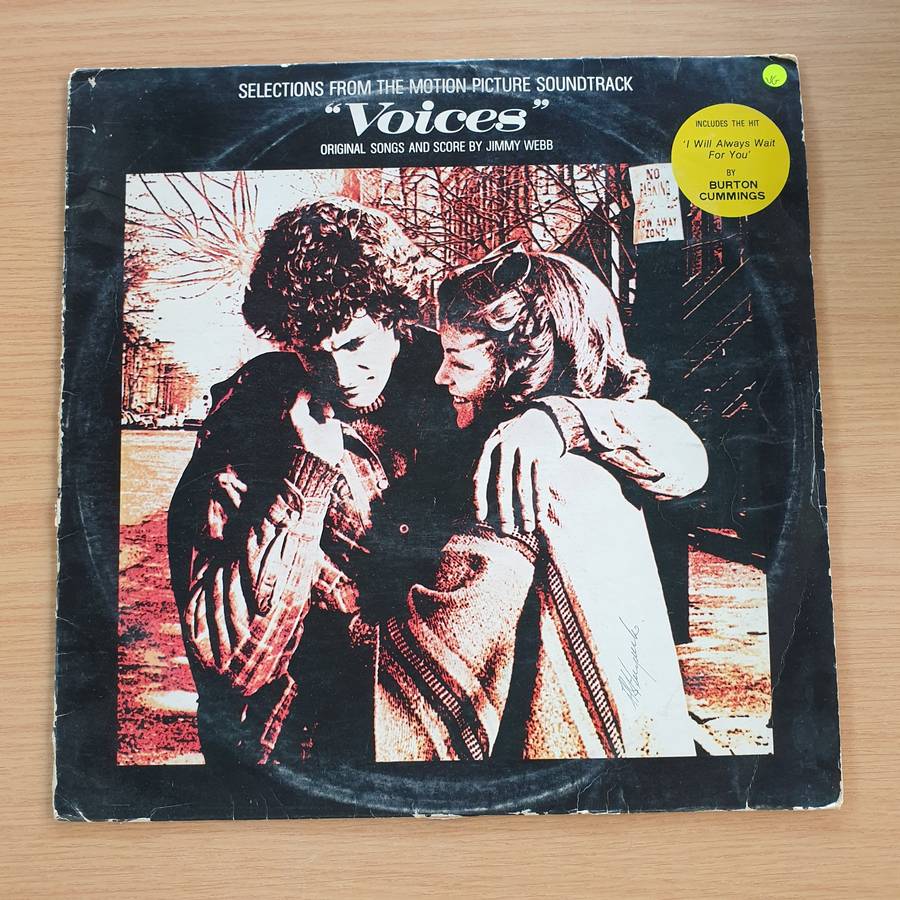 SELECTIONS FROM THE MOTION PICTURE SOUNDTRACK
“Voices”
ORIGINAL SONGS AND SCORE BY JIMMY WEBB
VG
INCLUDES THE HIT
'I Will Always Wait
For You'
BY
BURTON
CUMMINGS
NO
PARKING
TOW AWAY
ZONE